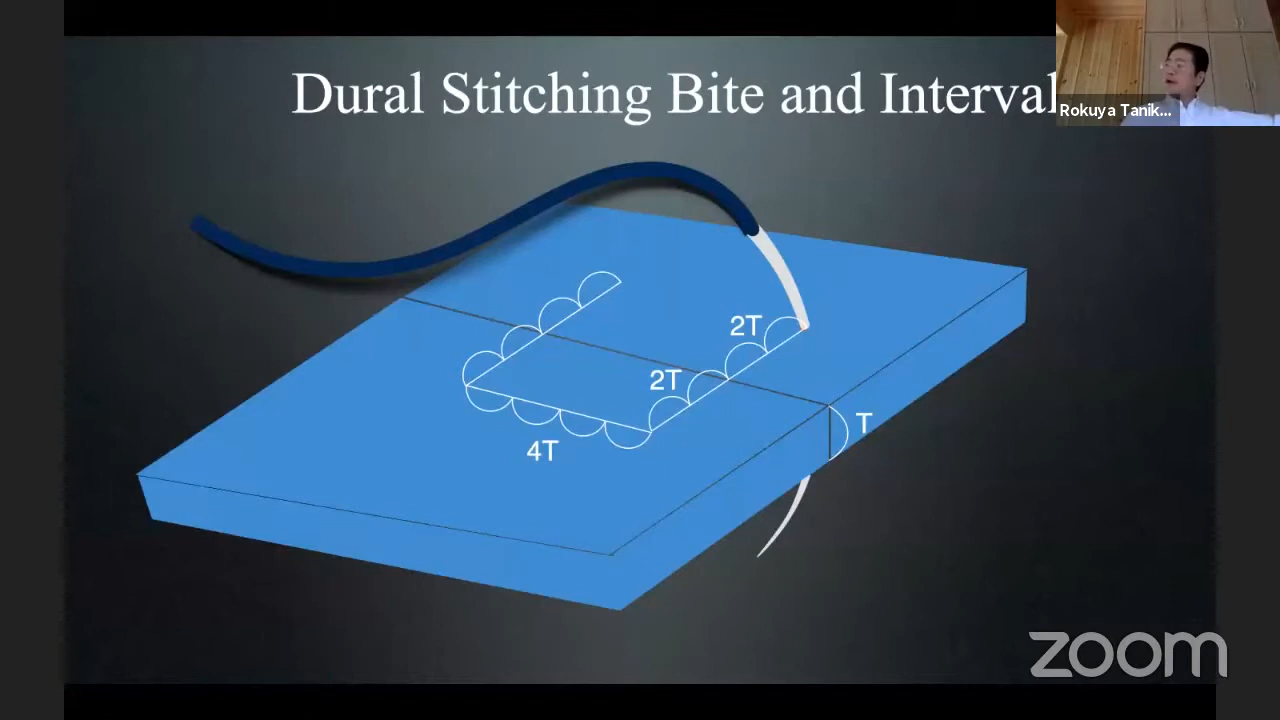 Dural Stitching Bite and Interval
Rokuya Tanik...
2T
2T
T
4T
zoom